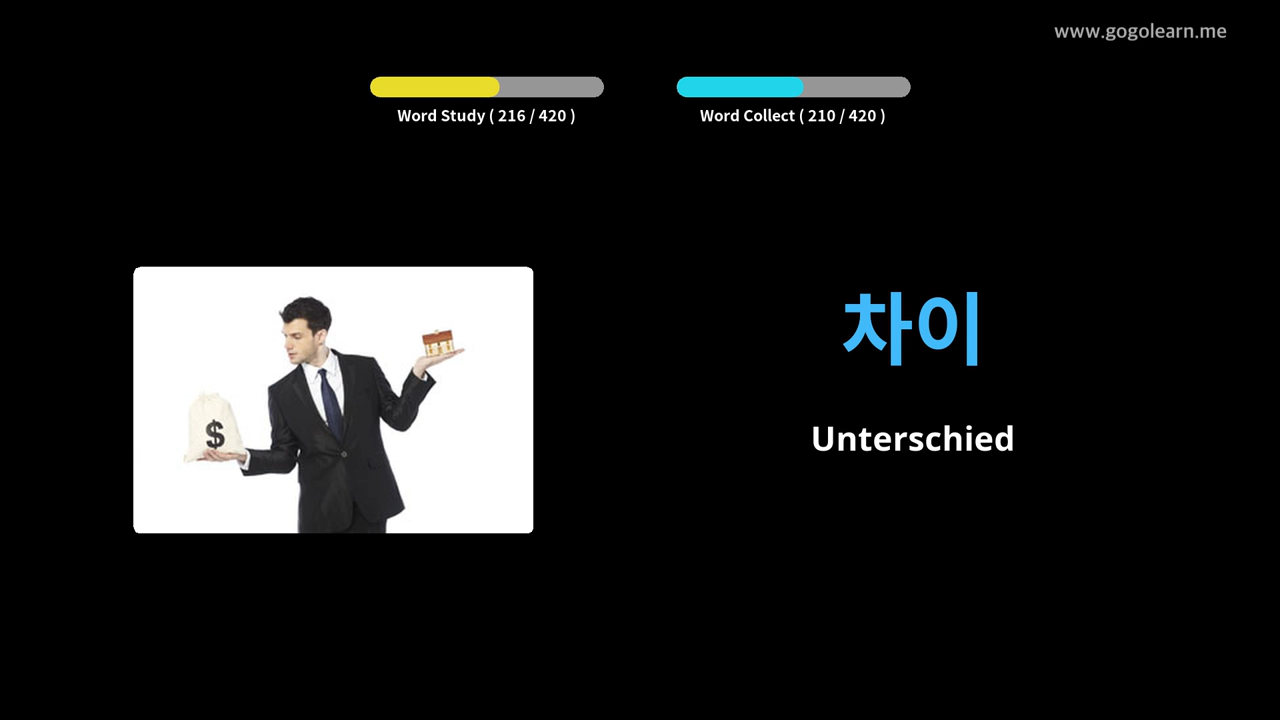 www.gogolearn.me
Word Study ( 216 / 420 )
Word Collect ( 210 / 420 )
$
차이
Unterschied